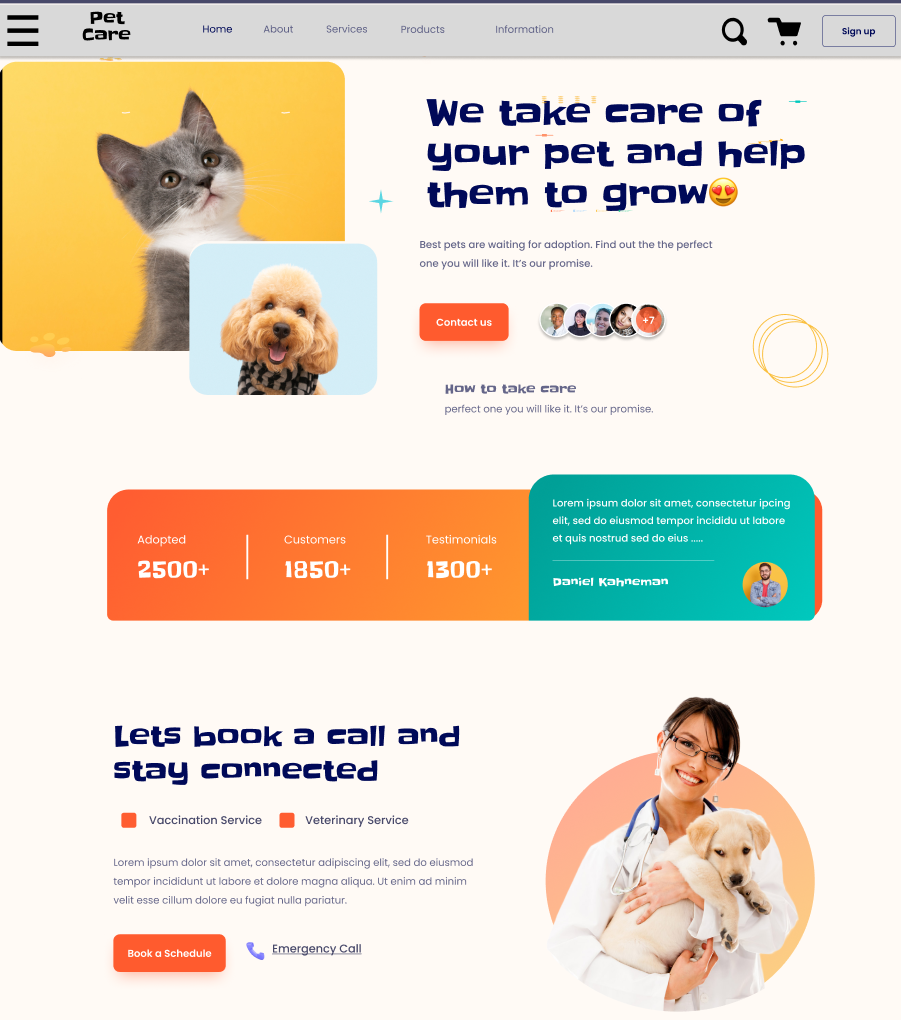 Pet
Care
Home About Services Products Information Sign up
We take care of
your pet and help
them to grow😍
Best pets are waiting for adoption. Find out the the perfect
one you will like it. It's our promise.
Contact us +7
How to take care
perfect one you will like it. It's our promise.
Lorem ipsum dolor sit amet, consectetur ipcing
elit, sed do eiusmod tempor incididu ut labore
et quis nostrud sed do eius .....
Daniel Kahneman
Adopted Customers Testimonials
2500+ 1850+ 1300+
Lets book a call and
stay connected
Vaccination Service Veterinary Service
Lorem ipsum dolor sit amet, consectetur adipiscing elit, sed do eiusmod
tempor incididunt ut labore et dolore magna aliqua. Ut enim ad minim
velit esse cillum dolore eu fugiat nulla pariatur.
Book a Schedule Emergency Call